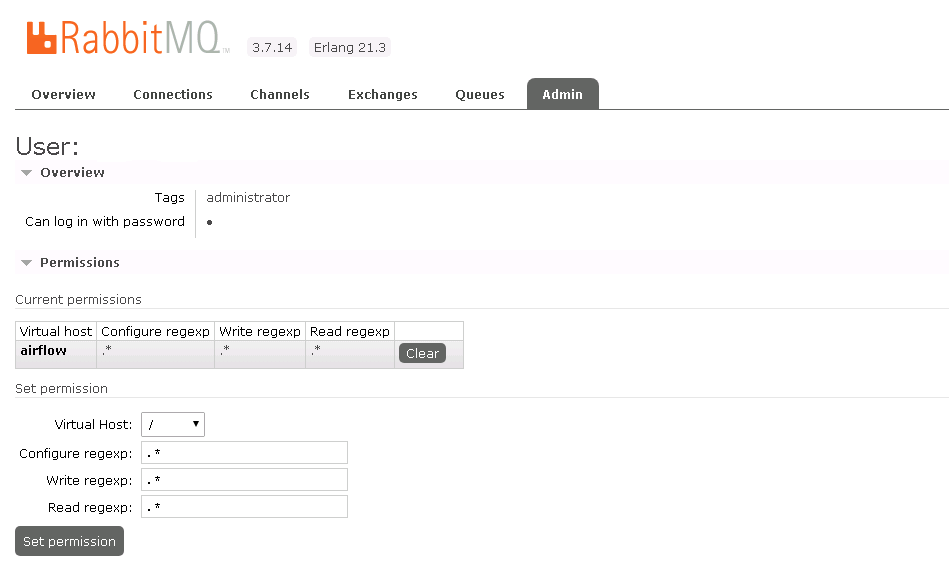 RabbitMQ TM 3.7.14 Erlang 21.3
Overview Connections Channels Exchanges Queues Admin
User:
Overview
Tags administrator
Can log in with password •
Permissions
Current permissions
Virtual host Configure regexp Write regexp Read regexp
airflow .* .* .* Clear
Set permission
Virtual Host: /
Configure regexp: .*
Write regexp: .*
Read regexp: .*
Set permission